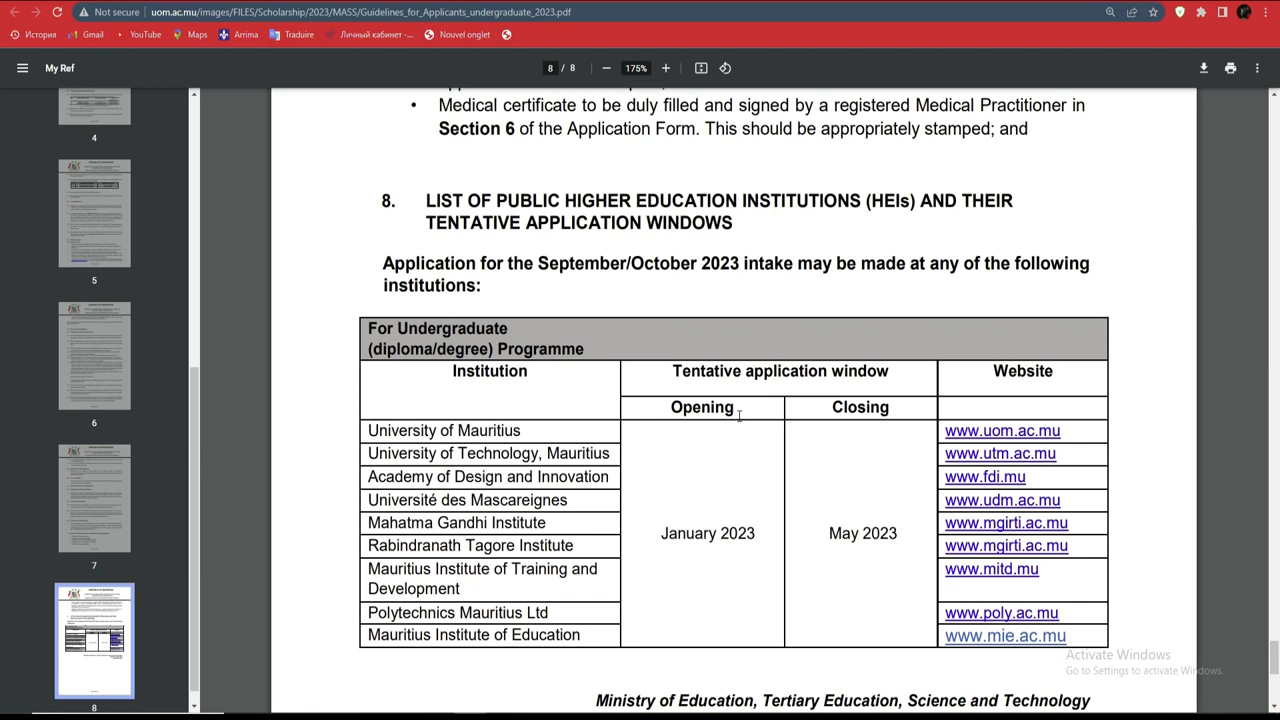 Not secure
uom.ac.mu/images/FILES/Scholarship/2023/MASS/Guidelines_for_Applicants_undergraduate_2023.pdf
История
Gmail
YouTube
Maps
Arrima
Traduire
Личный кабинет -...
Nouvel onglet
My Ref
8 / 8
175%
4
5
6
7
8
• Medical certificate to be duly filled and signed by a registered Medical Practitioner in
Section 6 of the Application Form. This should be appropriately stamped; and
8. LIST OF PUBLIC HIGHER EDUCATION INSTITUTIONS (HEIs) AND THEIR
TENTATIVE APPLICATION WINDOWS
Application for the September/October 2023 intake may be made at any of the following
institutions:
For Undergraduate
(diploma/degree) Programme
Institution
Tentative application window
Website
Opening
Closing
University of Mauritius
www.uom.ac.mu
University of Technology, Mauritius
www.utm.ac.mu
Academy of Design and Innovation
www.fdi.mu
Université des Mascareignes
www.udm.ac.mu
Mahatma Gandhi Institute
www.mgirti.ac.mu
January 2023
May 2023
Rabindranath Tagore Institute
www.mgirti.ac.mu
Mauritius Institute of Training and
Development
www.mitd.mu
Polytechnics Mauritius Ltd
www.poly.ac.mu
Mauritius Institute of Education
www.mie.ac.mu
Activate Windows
Go to Settings to activate Windows.
Ministry of Education, Tertiary Education, Science and Technology